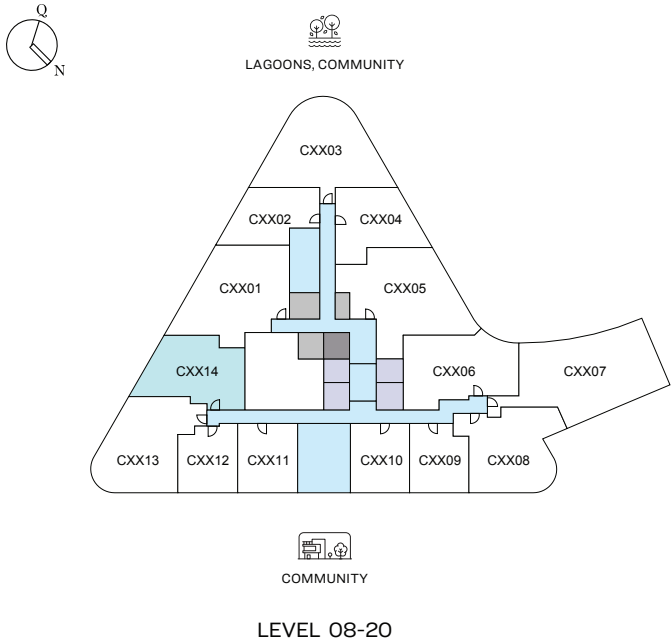 Q
N
LAGOONS, COMMUNITY
CXX03
CXX02
CXX04
CXX01
CXX05
CXX14
CXX06
CXX07
CXX13
CXX12
CXX11
CXX10
CXX09
CXX08
COMMUNITY
LEVEL 08-20